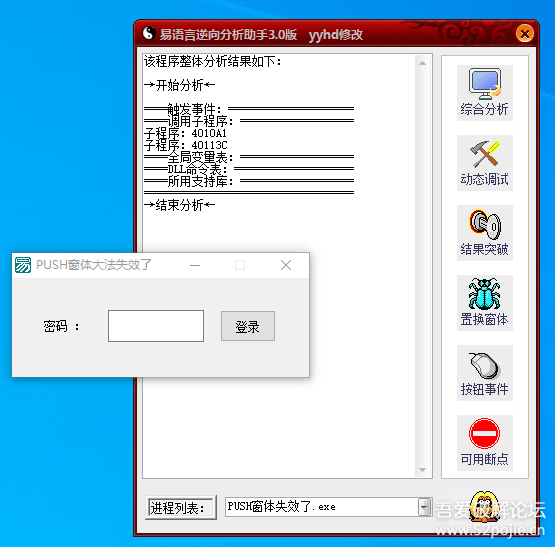 易语言逆向分析助手3.0版 yyhd修改
该程序整体分析结果如下：
→开始分析←
═══触发事件：═══════════
═══调用子程序：═══════════
子程序：4010A1
子程序：40113C
═══全局变量表：═══════════
═══DLL命令表：═══════════
═══所用支持库：═══════════
═══════════════════
→结束分析←
综合分析
动态调试
结果突破
置换窗体
按钮事件
可用断点
PUSH窗体大法失效了
密码 ：
登录
进程列表：
PUSH窗体失效了.exe
吾爱破解论坛
www.52pojie.cn